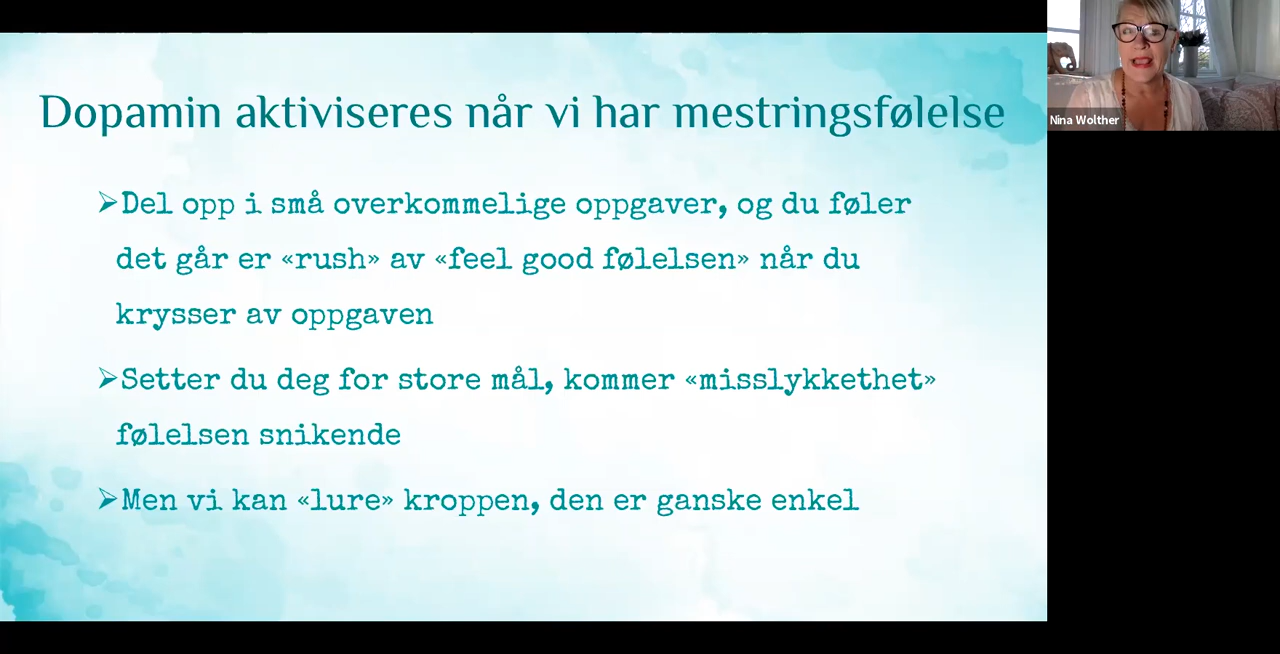 Dopamin aktiviseres når vi har mestringsfølelse
➢Del opp i små overkommelige oppgaver, og du føler
det går er «rush» av «feel good følelsen» når du
krysser av oppgaven
➢Setter du deg for store mål, kommer «misslykkethet»
følelsen snikende
➢Men vi kan «lure» kroppen, den er ganske enkel
Nina Wolther